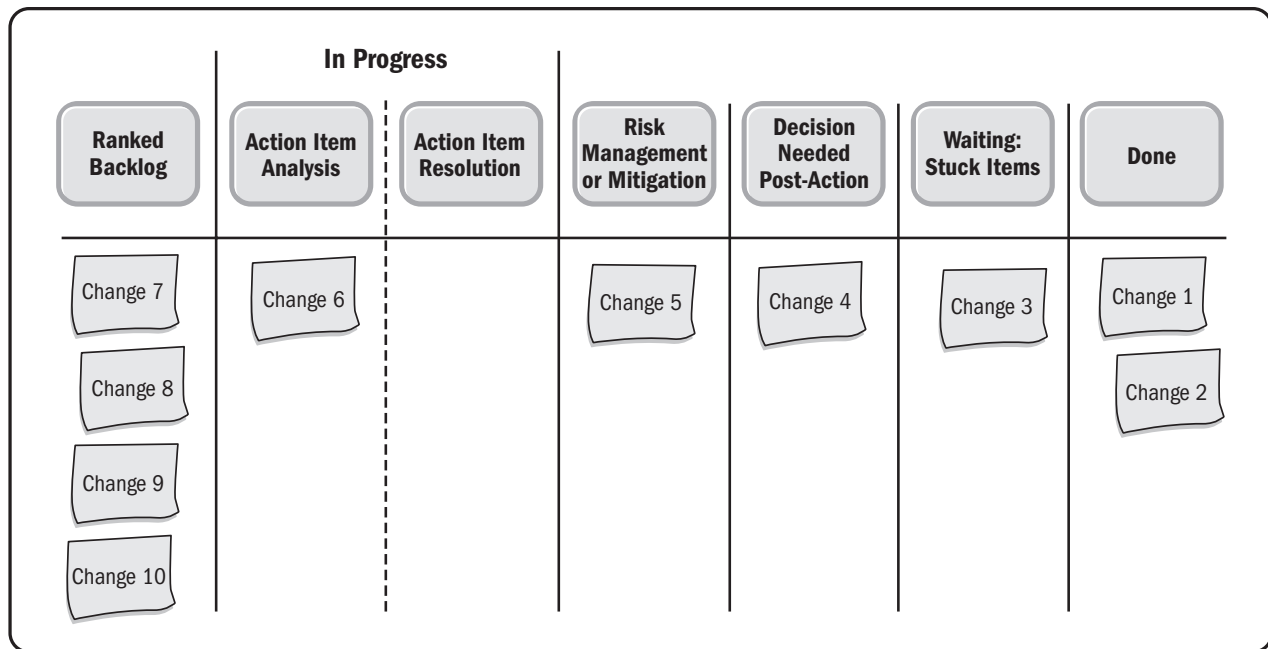 In Progress
Ranked
Backlog
Action Item
Analysis
Action Item
Resolution
Risk
Management
or Mitigation
Decision
Needed
Post-Action
Waiting:
Stuck Items
Done
Change 7
Change 8
Change 9
Change 10
Change 6
Change 5
Change 4
Change 3
Change 1
Change 2